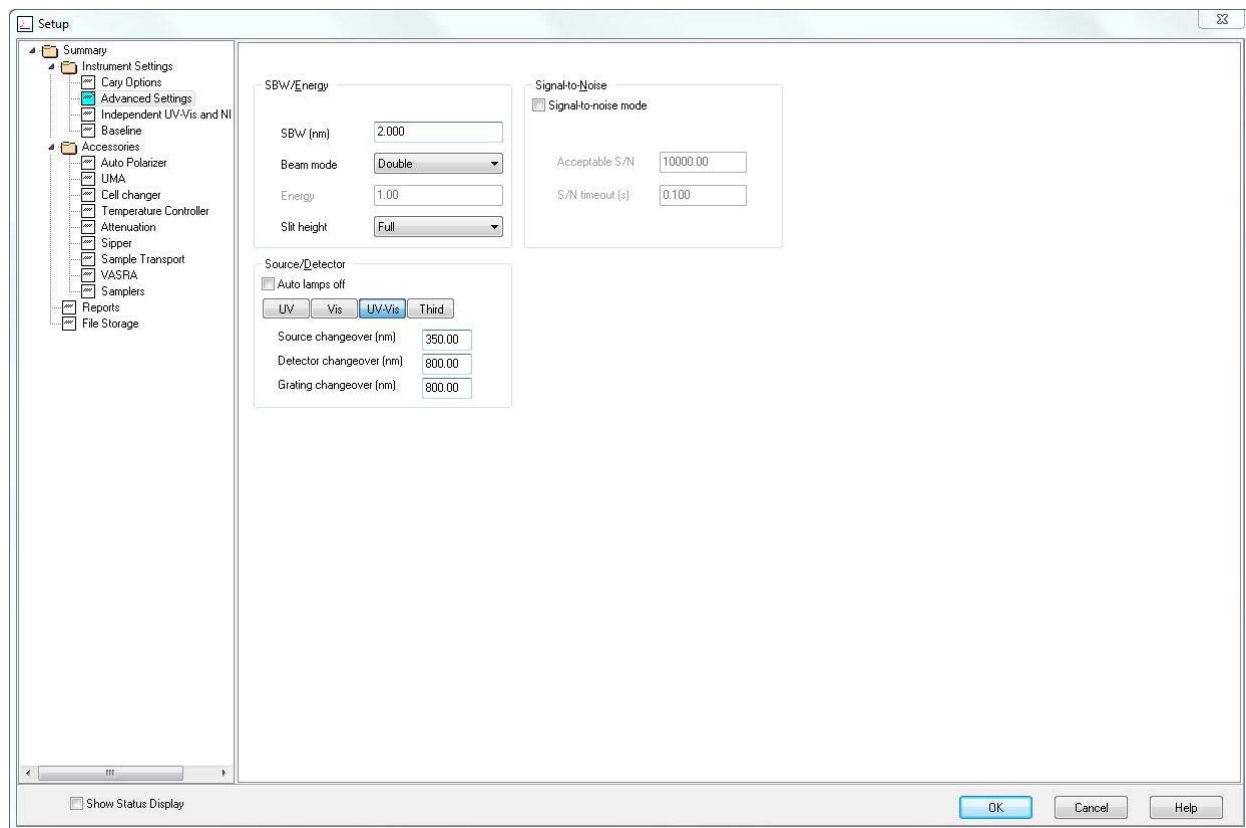 Setup
Summary
Instrument Settings
Cary Options
Advanced Settings
Independent UV-Vis and NI
Baseline
Accessories
Auto Polarizer
UMA
Cell changer
Temperature Controller
Attenuation
Sipper
Sample Transport
VASRA
Samplers
Reports
File Storage
SBW/Energy
SBW (nm) 2.000
Beam mode Double
Energy 1.00
Slit height Full
Signal-to-Noise
Signal-to-noise mode
Acceptable S/N 10000.00
S/N timeout (s) 0.100
Source/Detector
Auto lamps off
UV Vis UV-Vis Third
Source changeover (nm) 350.00
Detector changeover (nm) 800.00
Grating changeover (nm) 800.00
Show Status Display
OK Cancel Help